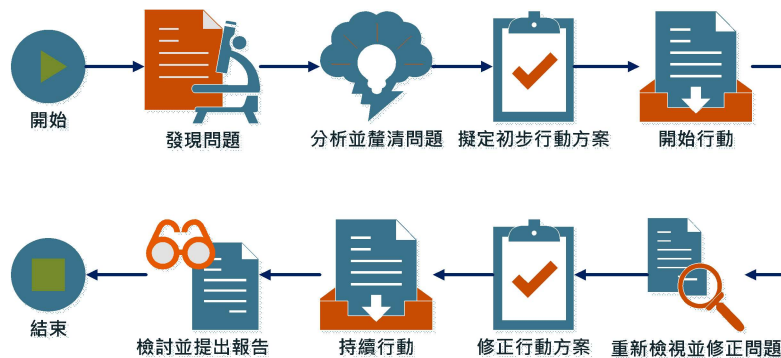 開始
發現問題
分析並釐清問題
擬定初步行動方案
開始行動
重新檢視並修正問題
修正行動方案
持續行動
檢討並提出報告
結束